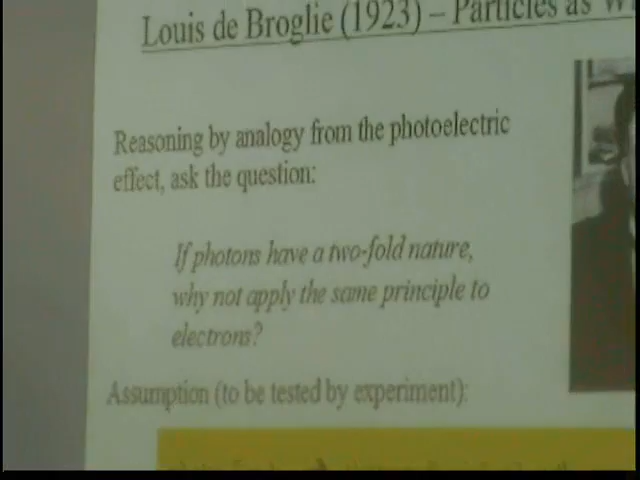 Louis de Broglie (1923) – Particles as
Reasoning by analogy from the photoelectric
effect, ask the question:
If photons have a two-fold nature,
why not apply the same principle to
electrons?
Assumption (to be tested by experiment):